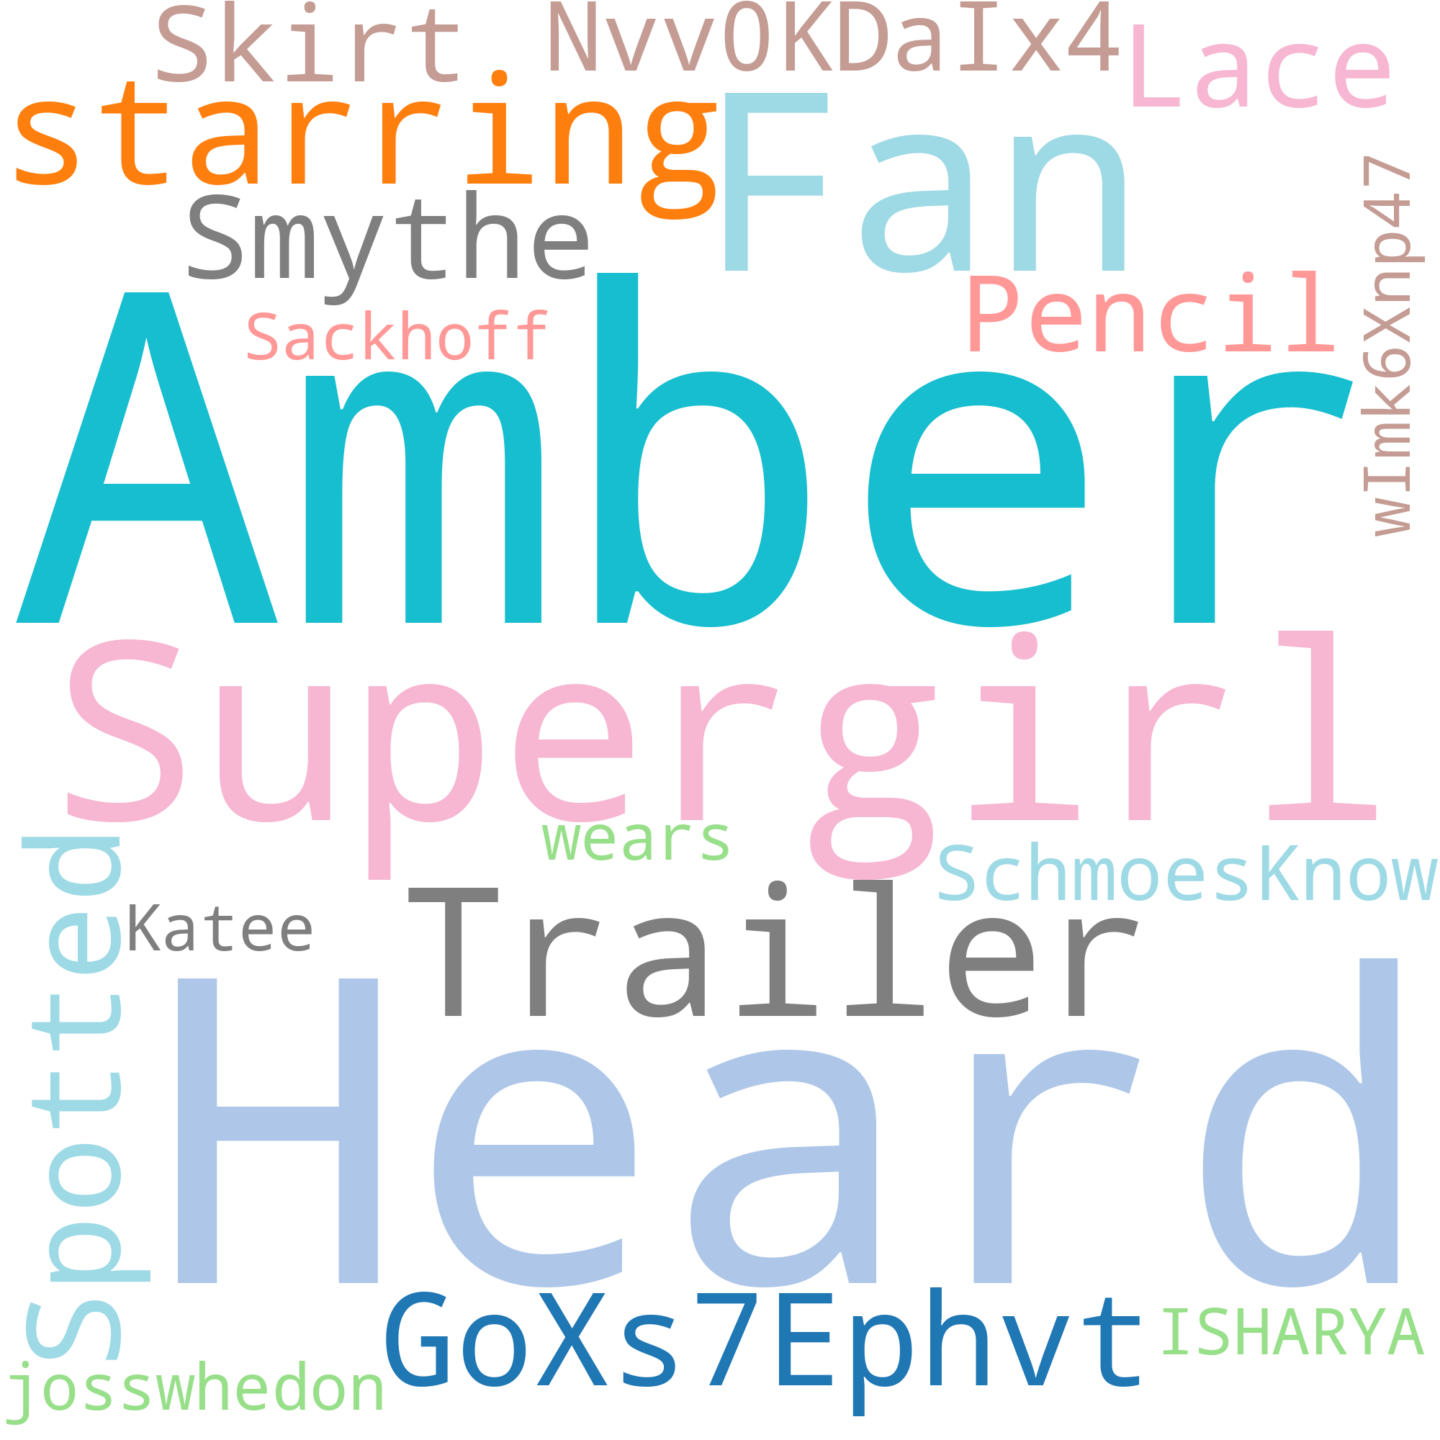 Skirt
Nvv0KDaIx4
Lace
starring
Fan
Smythe
wImk6Xnp47
Sackhoff
Pencil
Amber
Supergirl
wears
SchmoesKnow
Spotted
Katee
Trailer
Heard
GoXs7Ephvt
ISHARYA
josswhedon